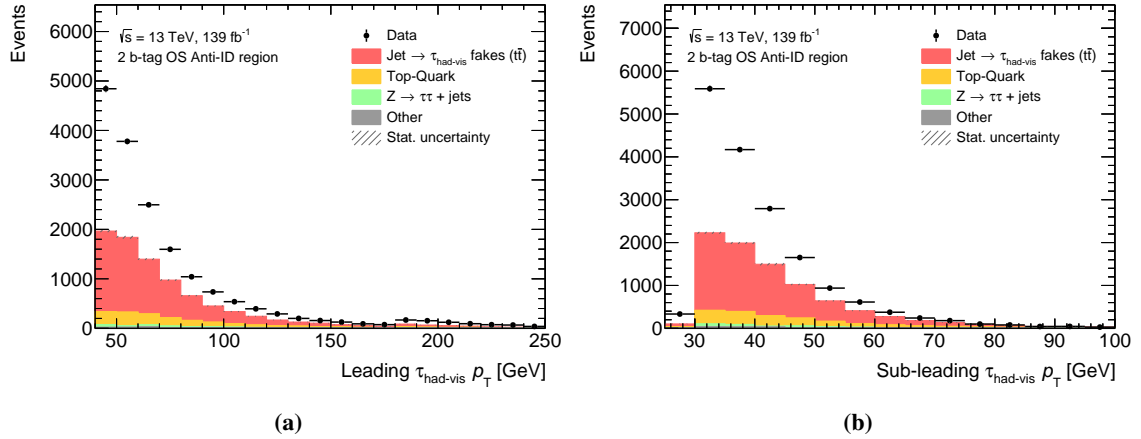 Events
6000
5000
4000
3000
2000
1000
0
√s = 13 TeV, 139 fb⁻¹
2 b-tag OS Anti-ID region
Data
Jet → τhad-vis fakes (tt̄)
Top-Quark
Z → ττ + jets
Other
Stat. uncertainty
50 100 150 200 250
Leading τhad-vis pT [GeV]
(a)
Events
7000
6000
5000
4000
3000
2000
1000
0
√s = 13 TeV, 139 fb⁻¹
2 b-tag OS Anti-ID region
Data
Jet → τhad-vis fakes (tt̄)
Top-Quark
Z → ττ + jets
Other
Stat. uncertainty
30 40 50 60 70 80 90 100
Sub-leading τhad-vis pT [GeV]
(b)